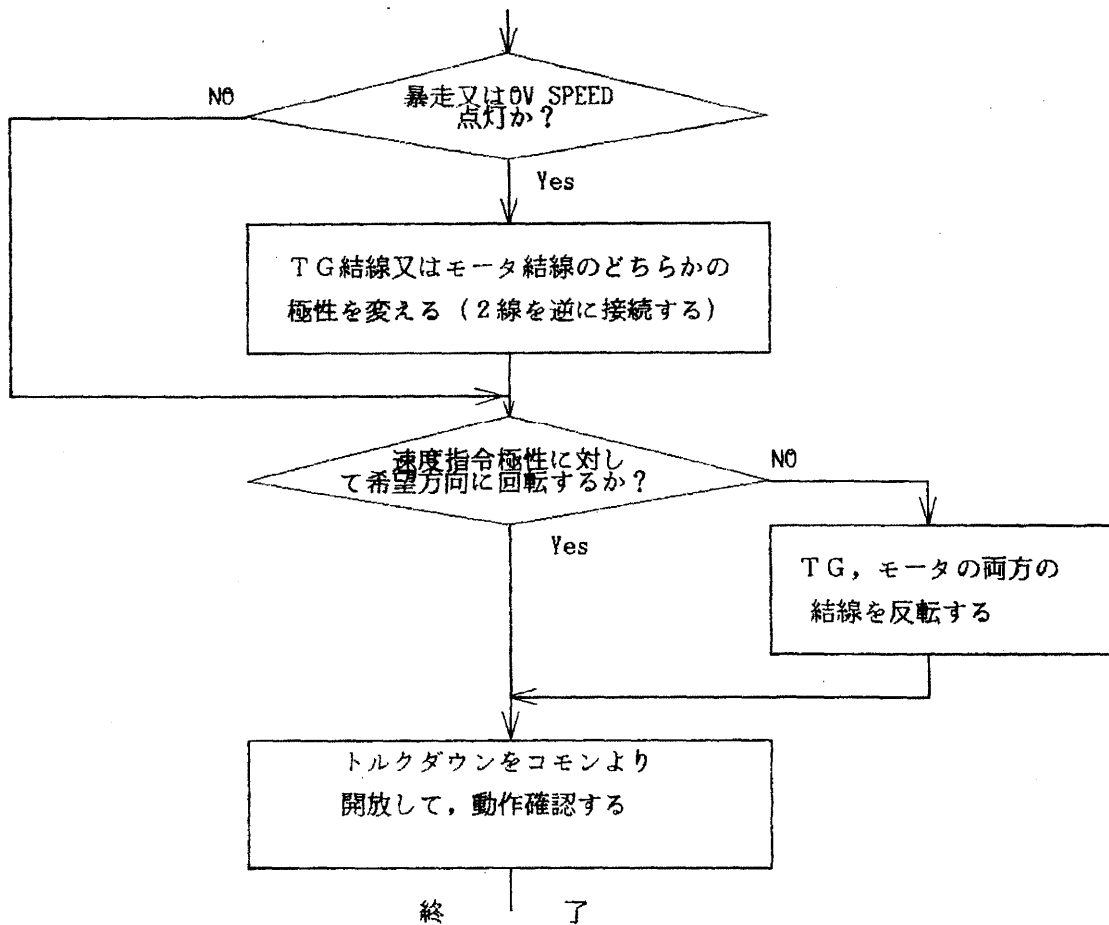 暴走又はOV SPEED
点灯か？
NO
Yes
ＴＧ結線又はモータ結線のどちらかの
極性を変える（２線を逆に接続する）
速度指令極性に対し
て希望方向に回転するか？
NO
Yes
ＴＧ，モータの両方の
結線を反転する
トルクダウンをコモンより
開放して，動作確認する
終　了